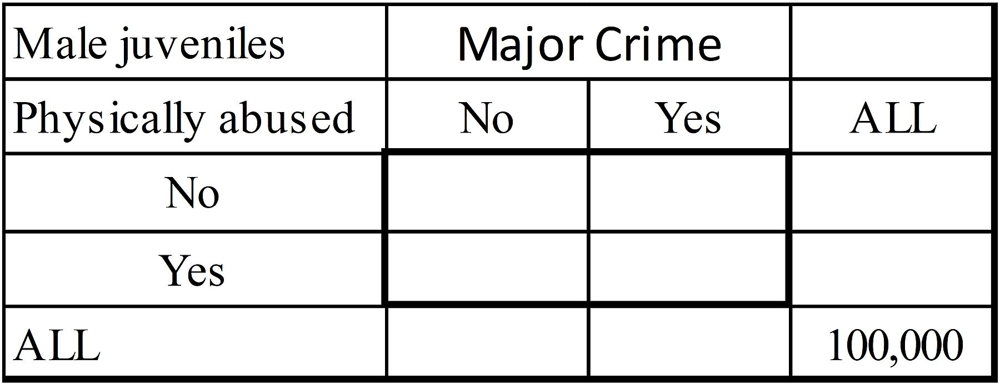 Male juveniles Major Crime
Physically abused No Yes ALL
No
Yes
ALL 100,000